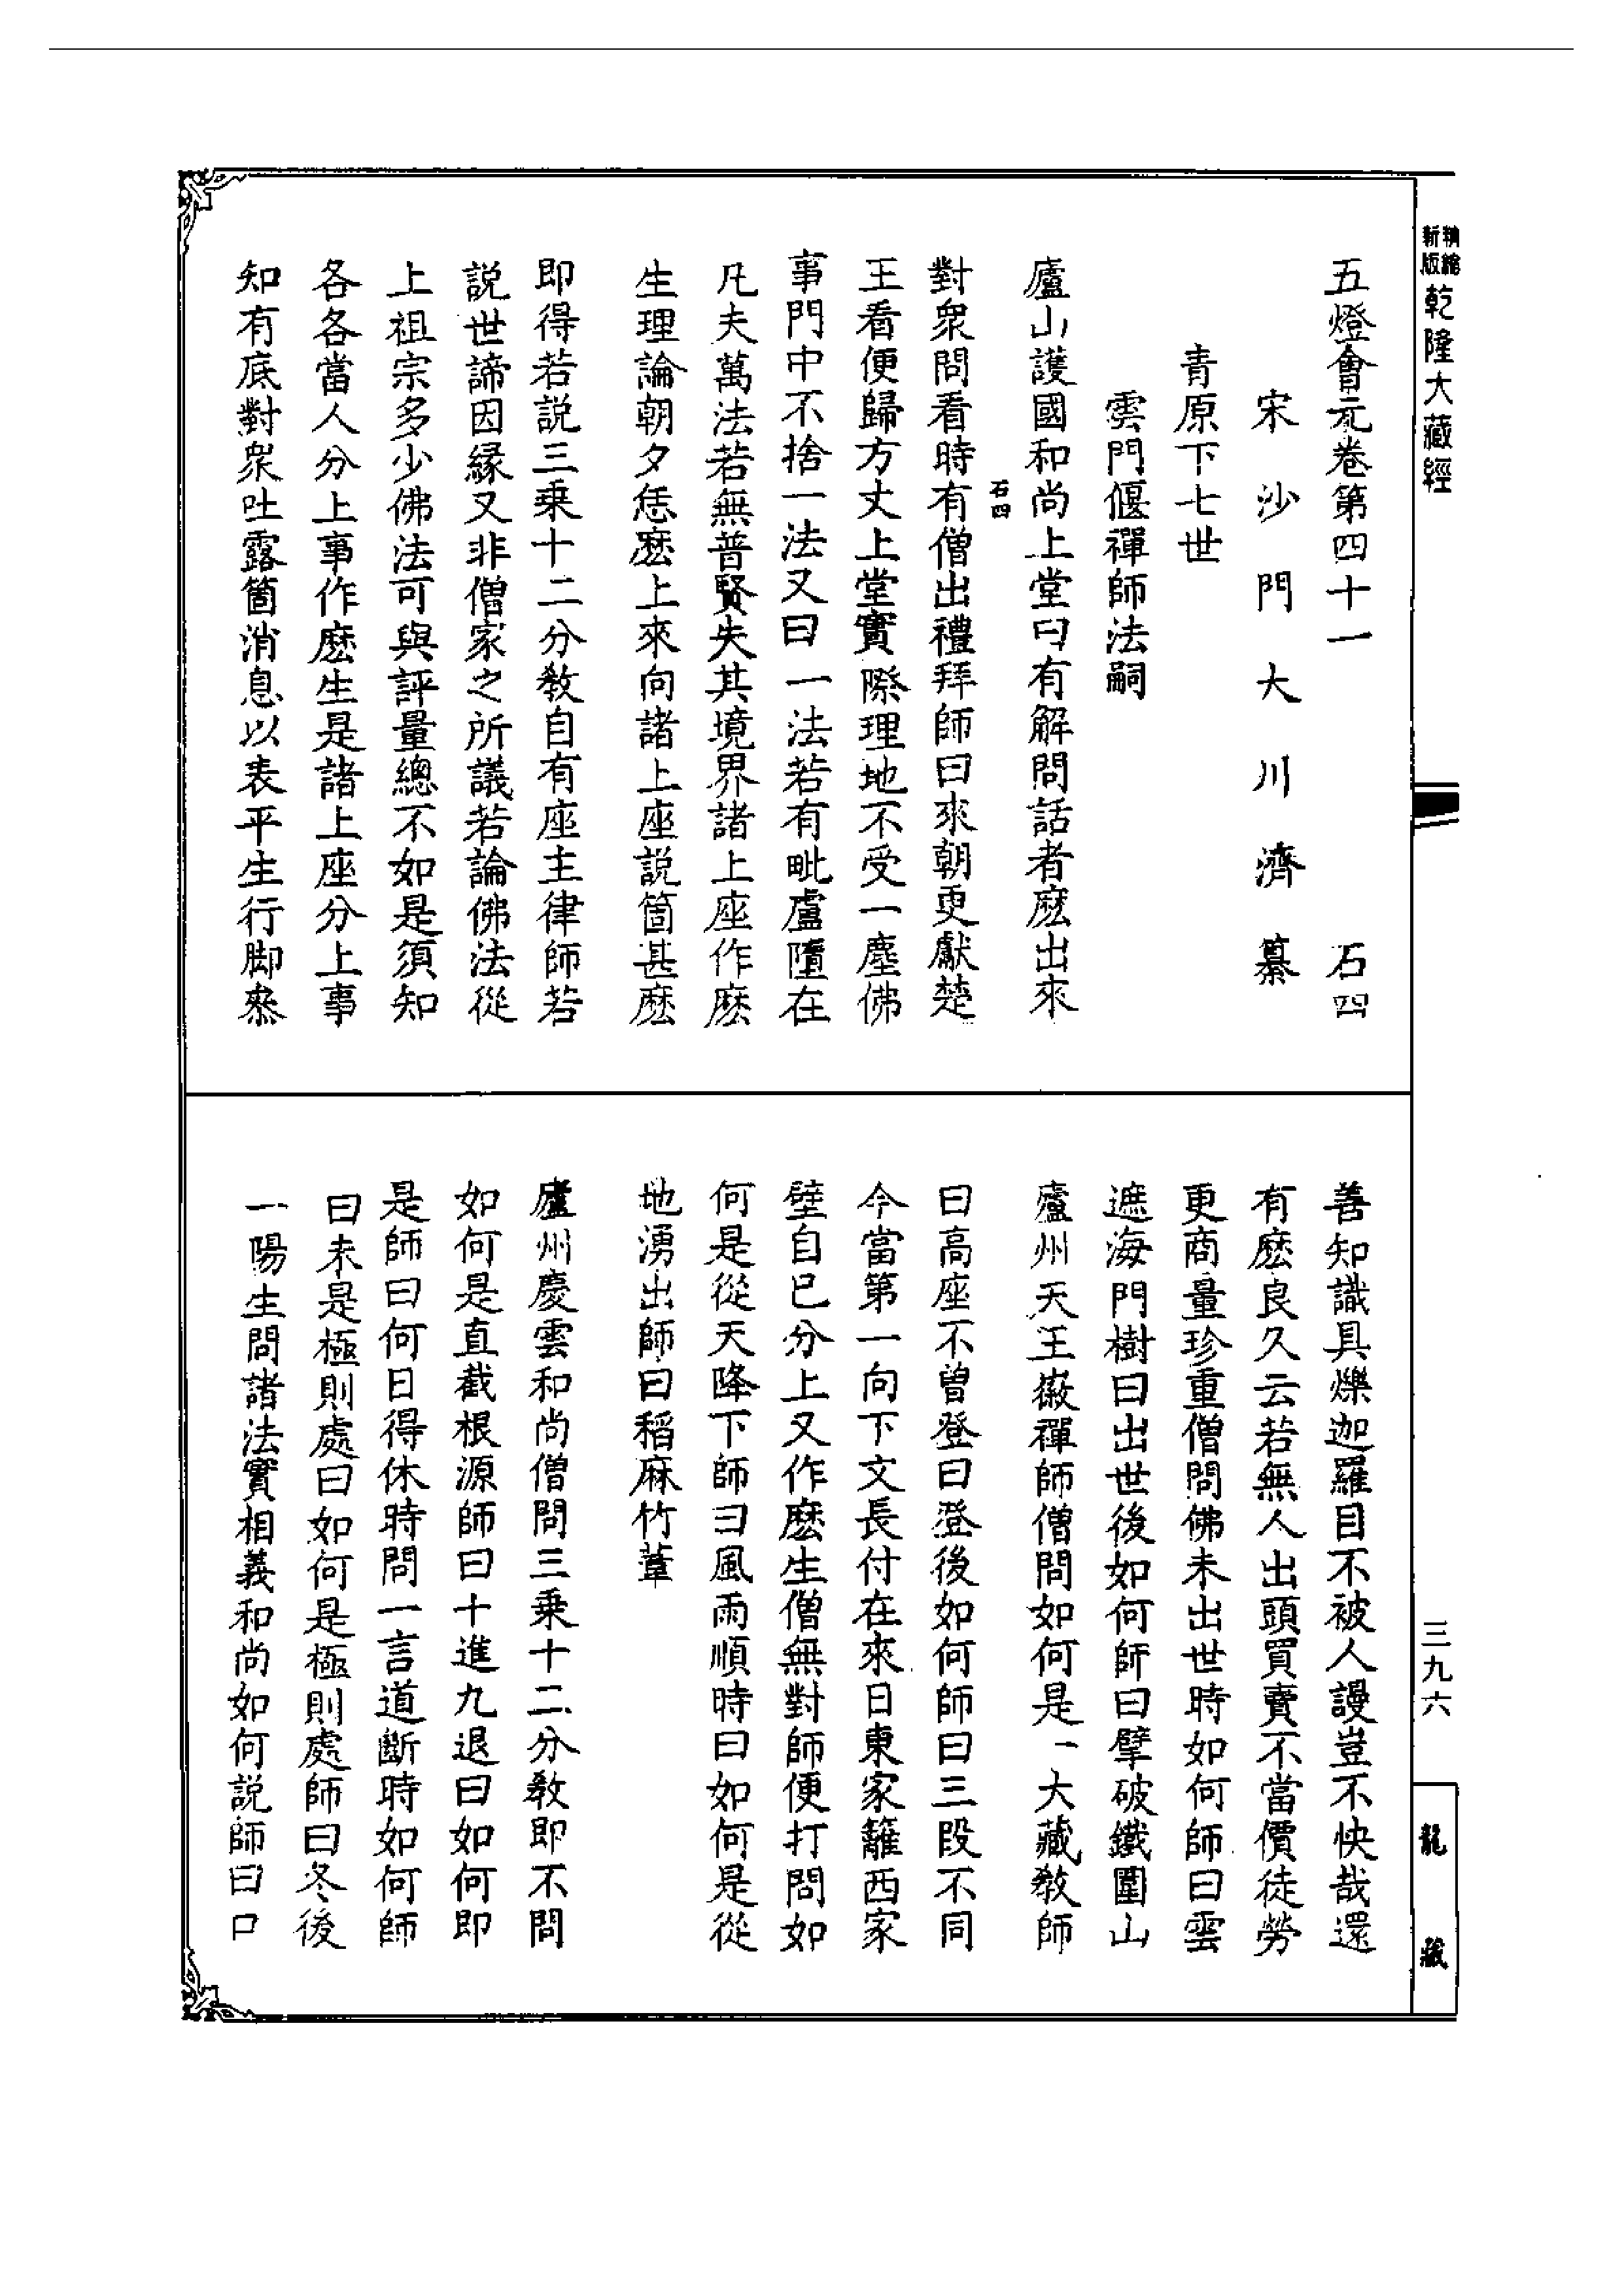 新版精縮乾隆大藏經
五燈會元卷第四十一 石四
宋沙門大川濟纂
青原下七世
雲門偃禪師法嗣
廬山護國和尚上堂曰有解問話者麽出來
石四
對衆問看時有僧出禮拜師曰來朝更獻楚
王看便歸方丈上堂實際理地不受一塵佛
事門中不捨一法又曰一法若有毗盧墮在
凡夫萬法若無普賢失其境界諸上座作麽
生理論朝夕恁麽上來向諸上座説箇甚麽
即得若説三乘十二分教自有座主律師若
説世諦因緣又非僧家之所議若論佛法從
上祖宗多少佛法可與評量總不如是須知
各各當人分上事作麽生是諸上座分上事
知有底對衆吐露箇消息以表平生行脚叅
善知識具爍迦羅目不被人謾豈不快哉還
有麽良久云若無人出頭買賣不當價徒勞
更商量珍重僧問佛未出世時如何師曰雲
遮海門樹曰出世後如何師曰擘破鐵圍山
廬州天王徽禪師僧問如何是一大藏教師
曰高座不曾登曰登後如何師曰三段不同
今當第一向下文長付在來日東家籬西家
壁自已分上又作麽生僧無對師便打問如
何是從天降下師曰風雨順時曰如何是從
地湧出師曰稻麻竹葦
廬州慶雲和尚僧問三乘十二分教即不問
如何是直截根源師曰十進九退曰如何即
是師曰何日得休時問一言道斷時如何師
曰未是極則處曰如何是極則處師曰冬後
一陽生問諸法實相義和尚如何説師曰口
三九六
龍藏